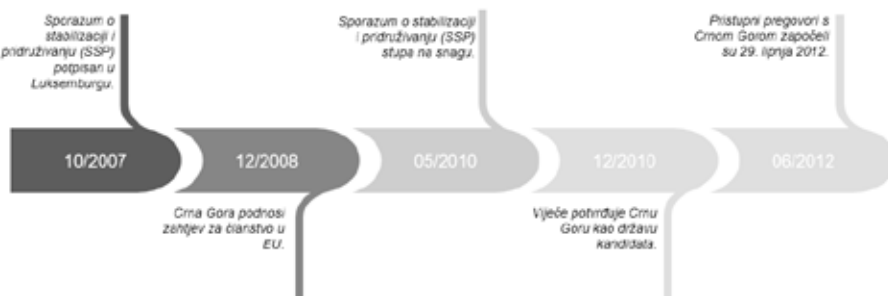 Sporazum o
stabilizaciji i
pridruživanju (SSP)
potpisan u
Luksemburgu.
10/2007
12/2008
Crna Gora podnosi
zahtjev za članstvo u
EU.
Sporazum o stabilizaciji
i pridruživanju (SSP)
stupa na snagu.
05/2010
12/2010
Vijeće potvrđuje Crnu
Goru kao državu
kandidata.
Pristupni pregovori s
Crnom Gorom započeli
su 29. lipnja 2012.
06/2012